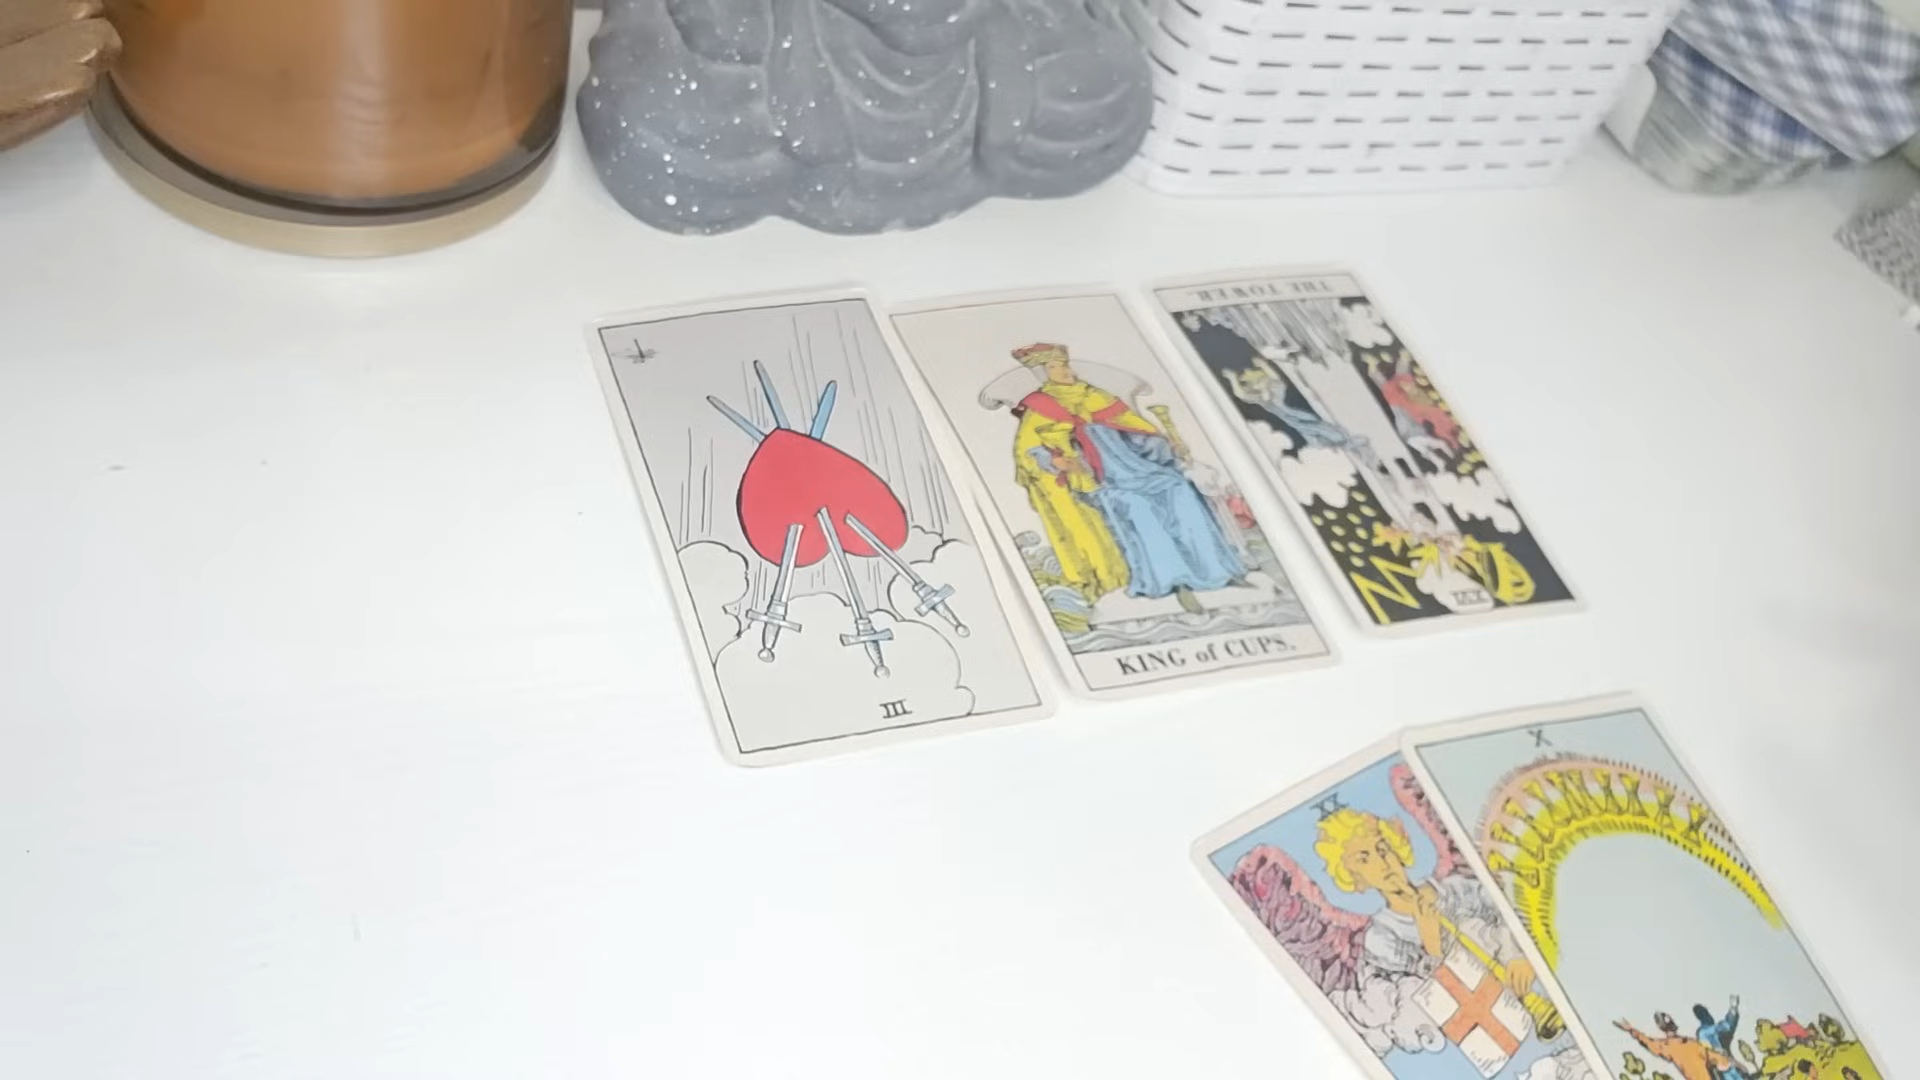 THE TOWER.
III
KING of CUPS.
XVI
XX
X